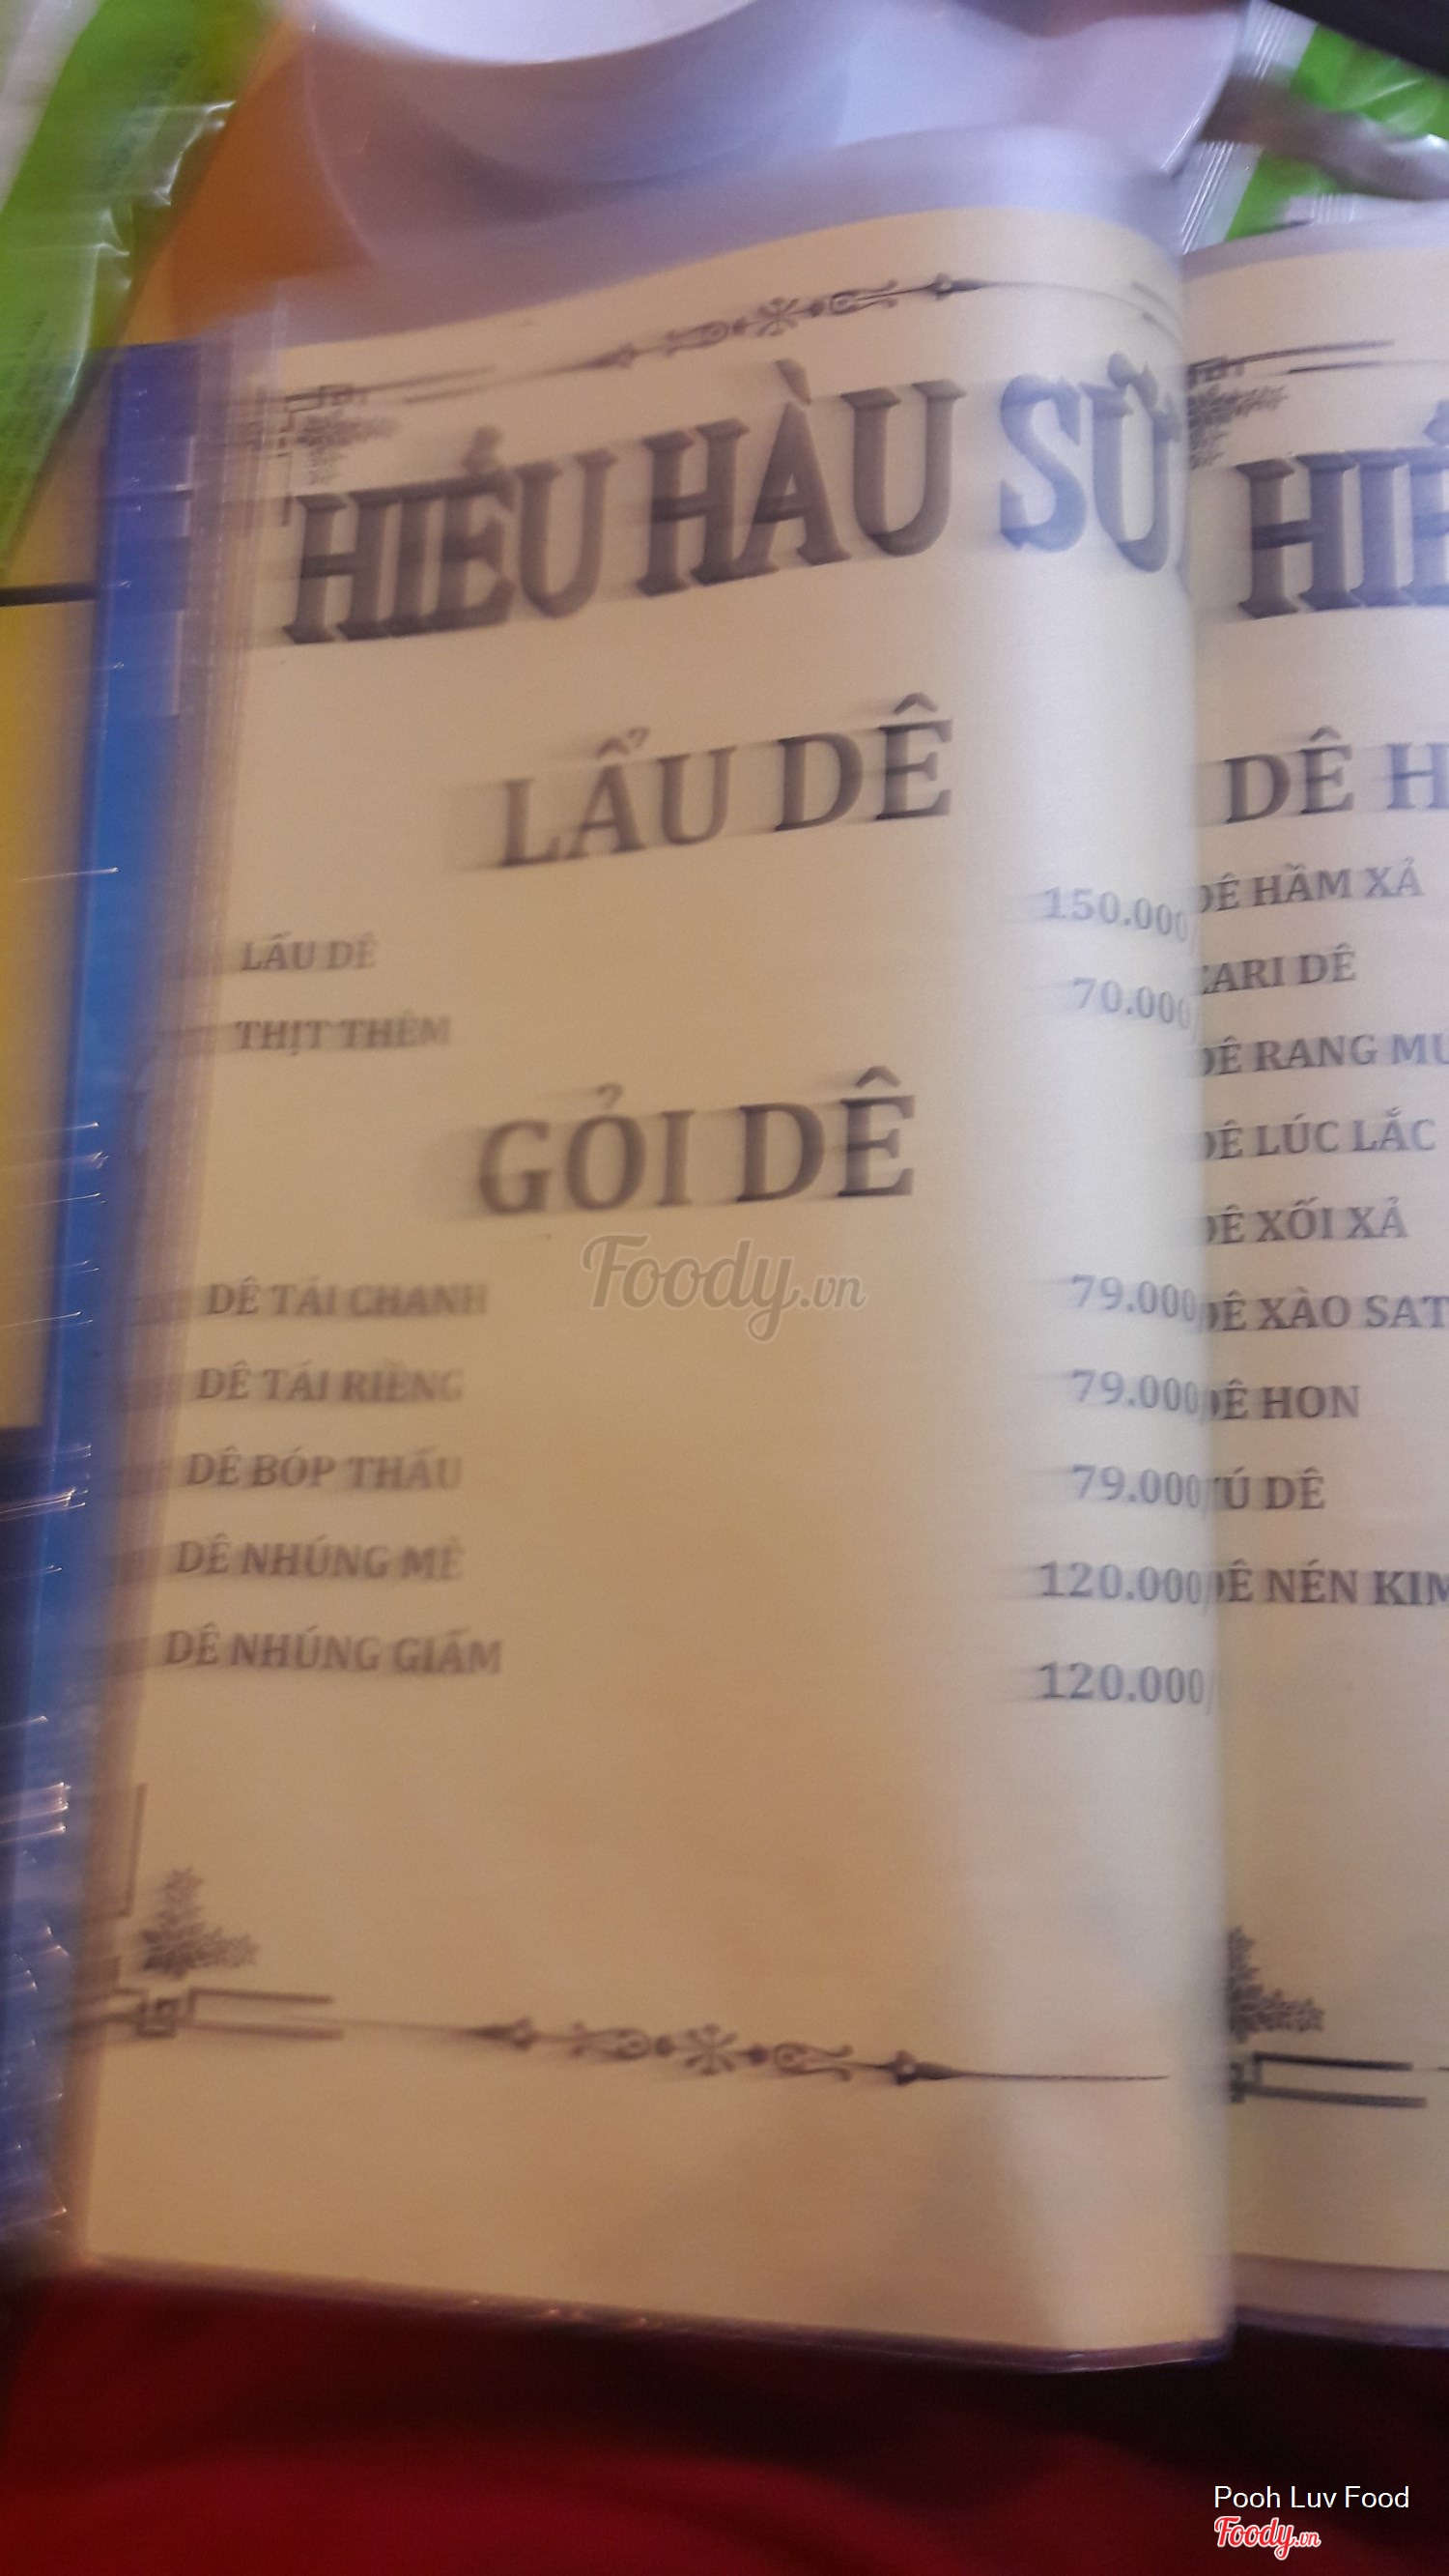 HIẾU HÀU SỮ
LẨU DÊ
LẨU DÊ 150.000/
THỊT THÊM 70.000
GỎI DÊ
DÊ TÁI CHANH 79.000
DÊ TÁI RIỀNG 79.000
DÊ BÓP THẤU 79.000/
DÊ NHÚNG MẺ 120.000/
DÊ NHÚNG GIẤM 120.000/
HIẾ
DÊ H
DÊ HẦM XẢ
CARI DÊ
DÊ RANG MU
DÊ LÚC LẮC
DÊ XỐI XẢ
DÊ XÀO SAT
DÊ HON
Ú DÊ
DÊ NÉN KIM
Foody.vn
Pooh Luv Food
Foody.vn